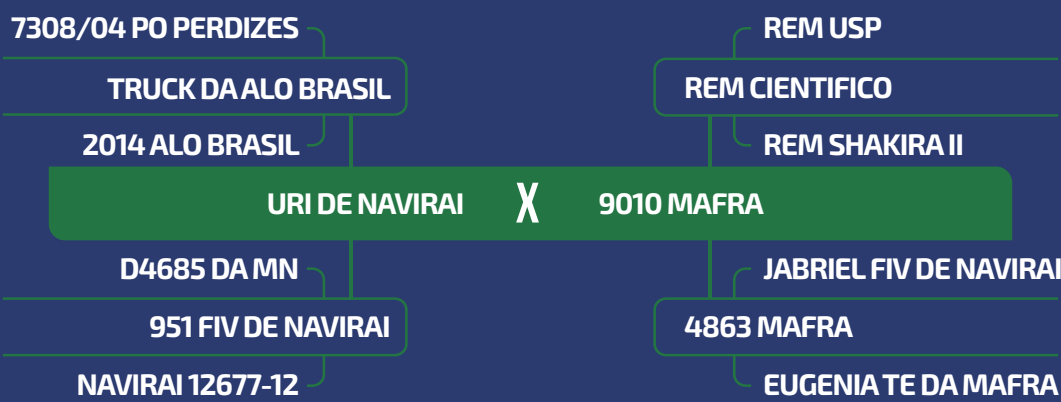 7308/04 PO PERDIZES
TRUCK DA ALO BRASIL
2014 ALO BRASIL
REM USP
REM CIENTIFICO
REM SHAKIRA II
URI DE NAVIRAI X 9010 MAFRA
D4685 DA MN
951 FIV DE NAVIRAI
NAVIRAI 12677-12
JABRIEL FIV DE NAVIRAI
4863 MAFRA
EUGENIA TE DA MAFRA